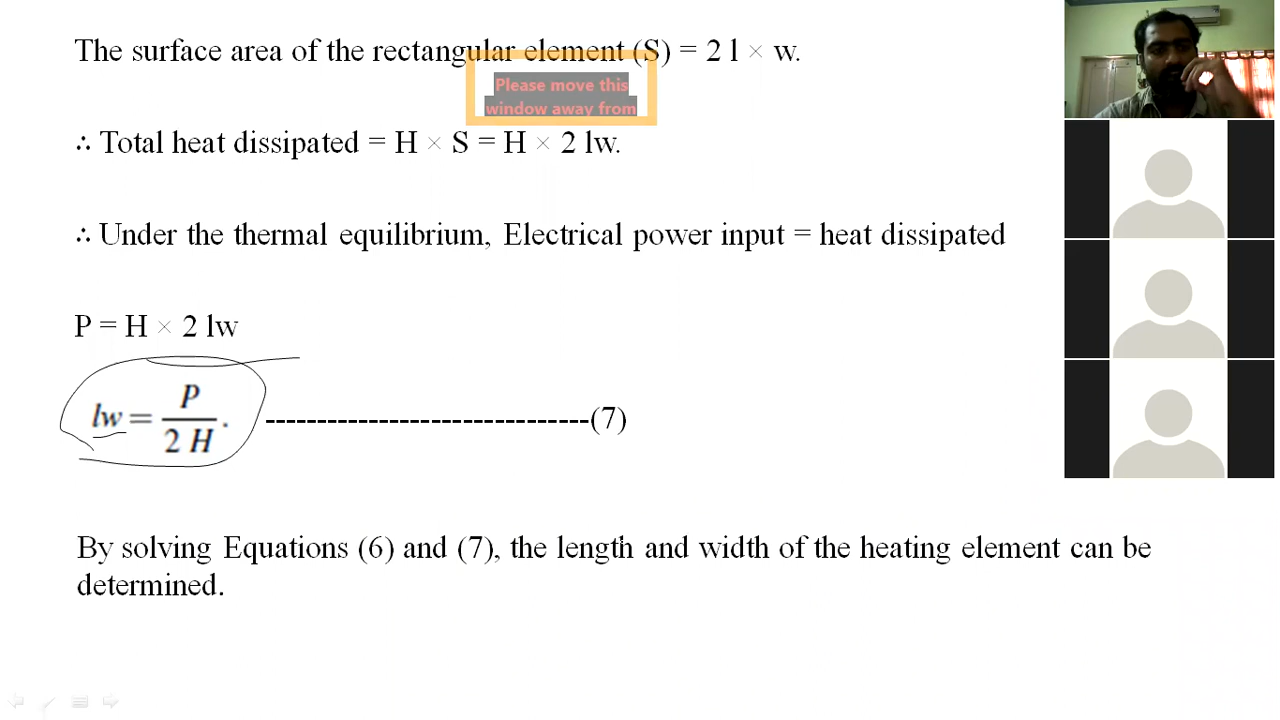 The surface area of the rectangular element (S) = 2 l × w.
Please move this
window away from
∴ Total heat dissipated = H × S = H × 2 lw.
∴ Under the thermal equilibrium, Electrical power input = heat dissipated
P = H × 2 lw
lw = P / 2 H . -------------------------------(7)
By solving Equations (6) and (7), the length and width of the heating element can be
determined.